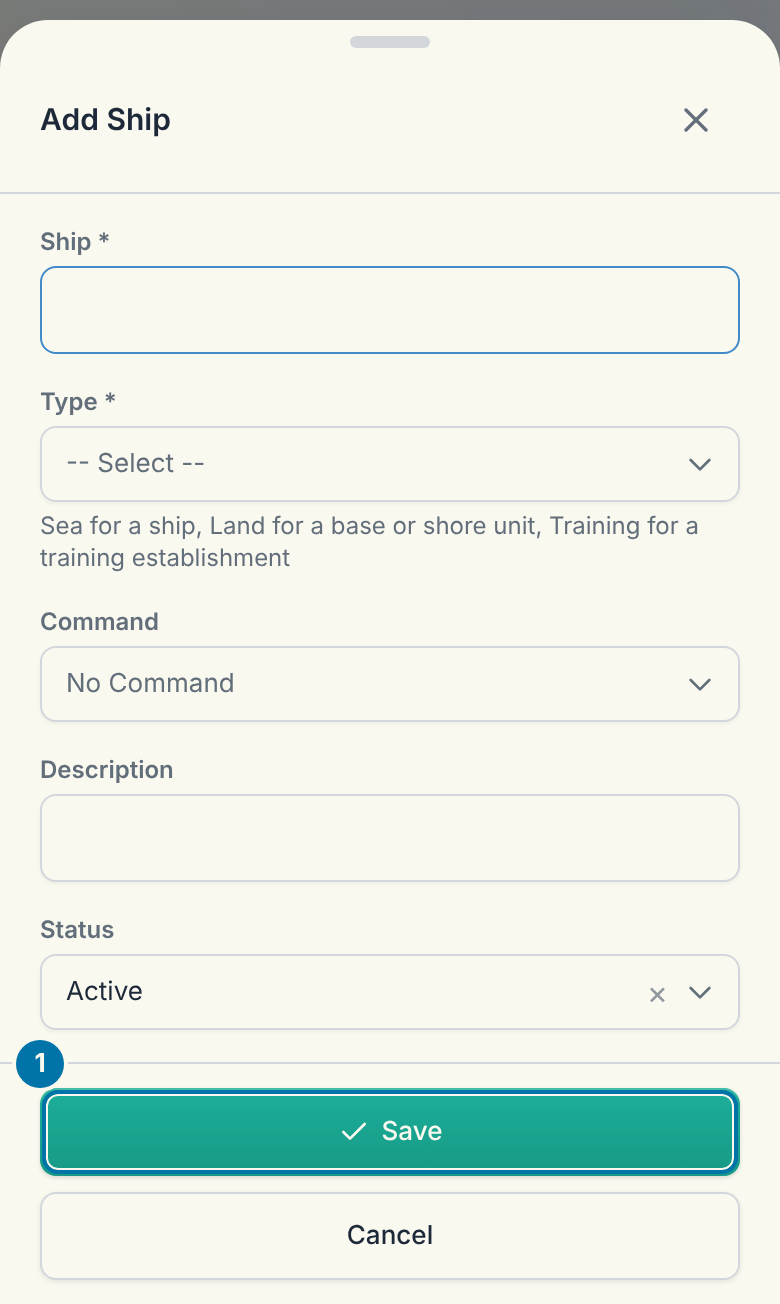 Add Ship
Ship *
Type *
-- Select --
Sea for a ship, Land for a base or shore unit, Training for a
training establishment
Command
No Command
Description
Status
Active
1
Save
Cancel